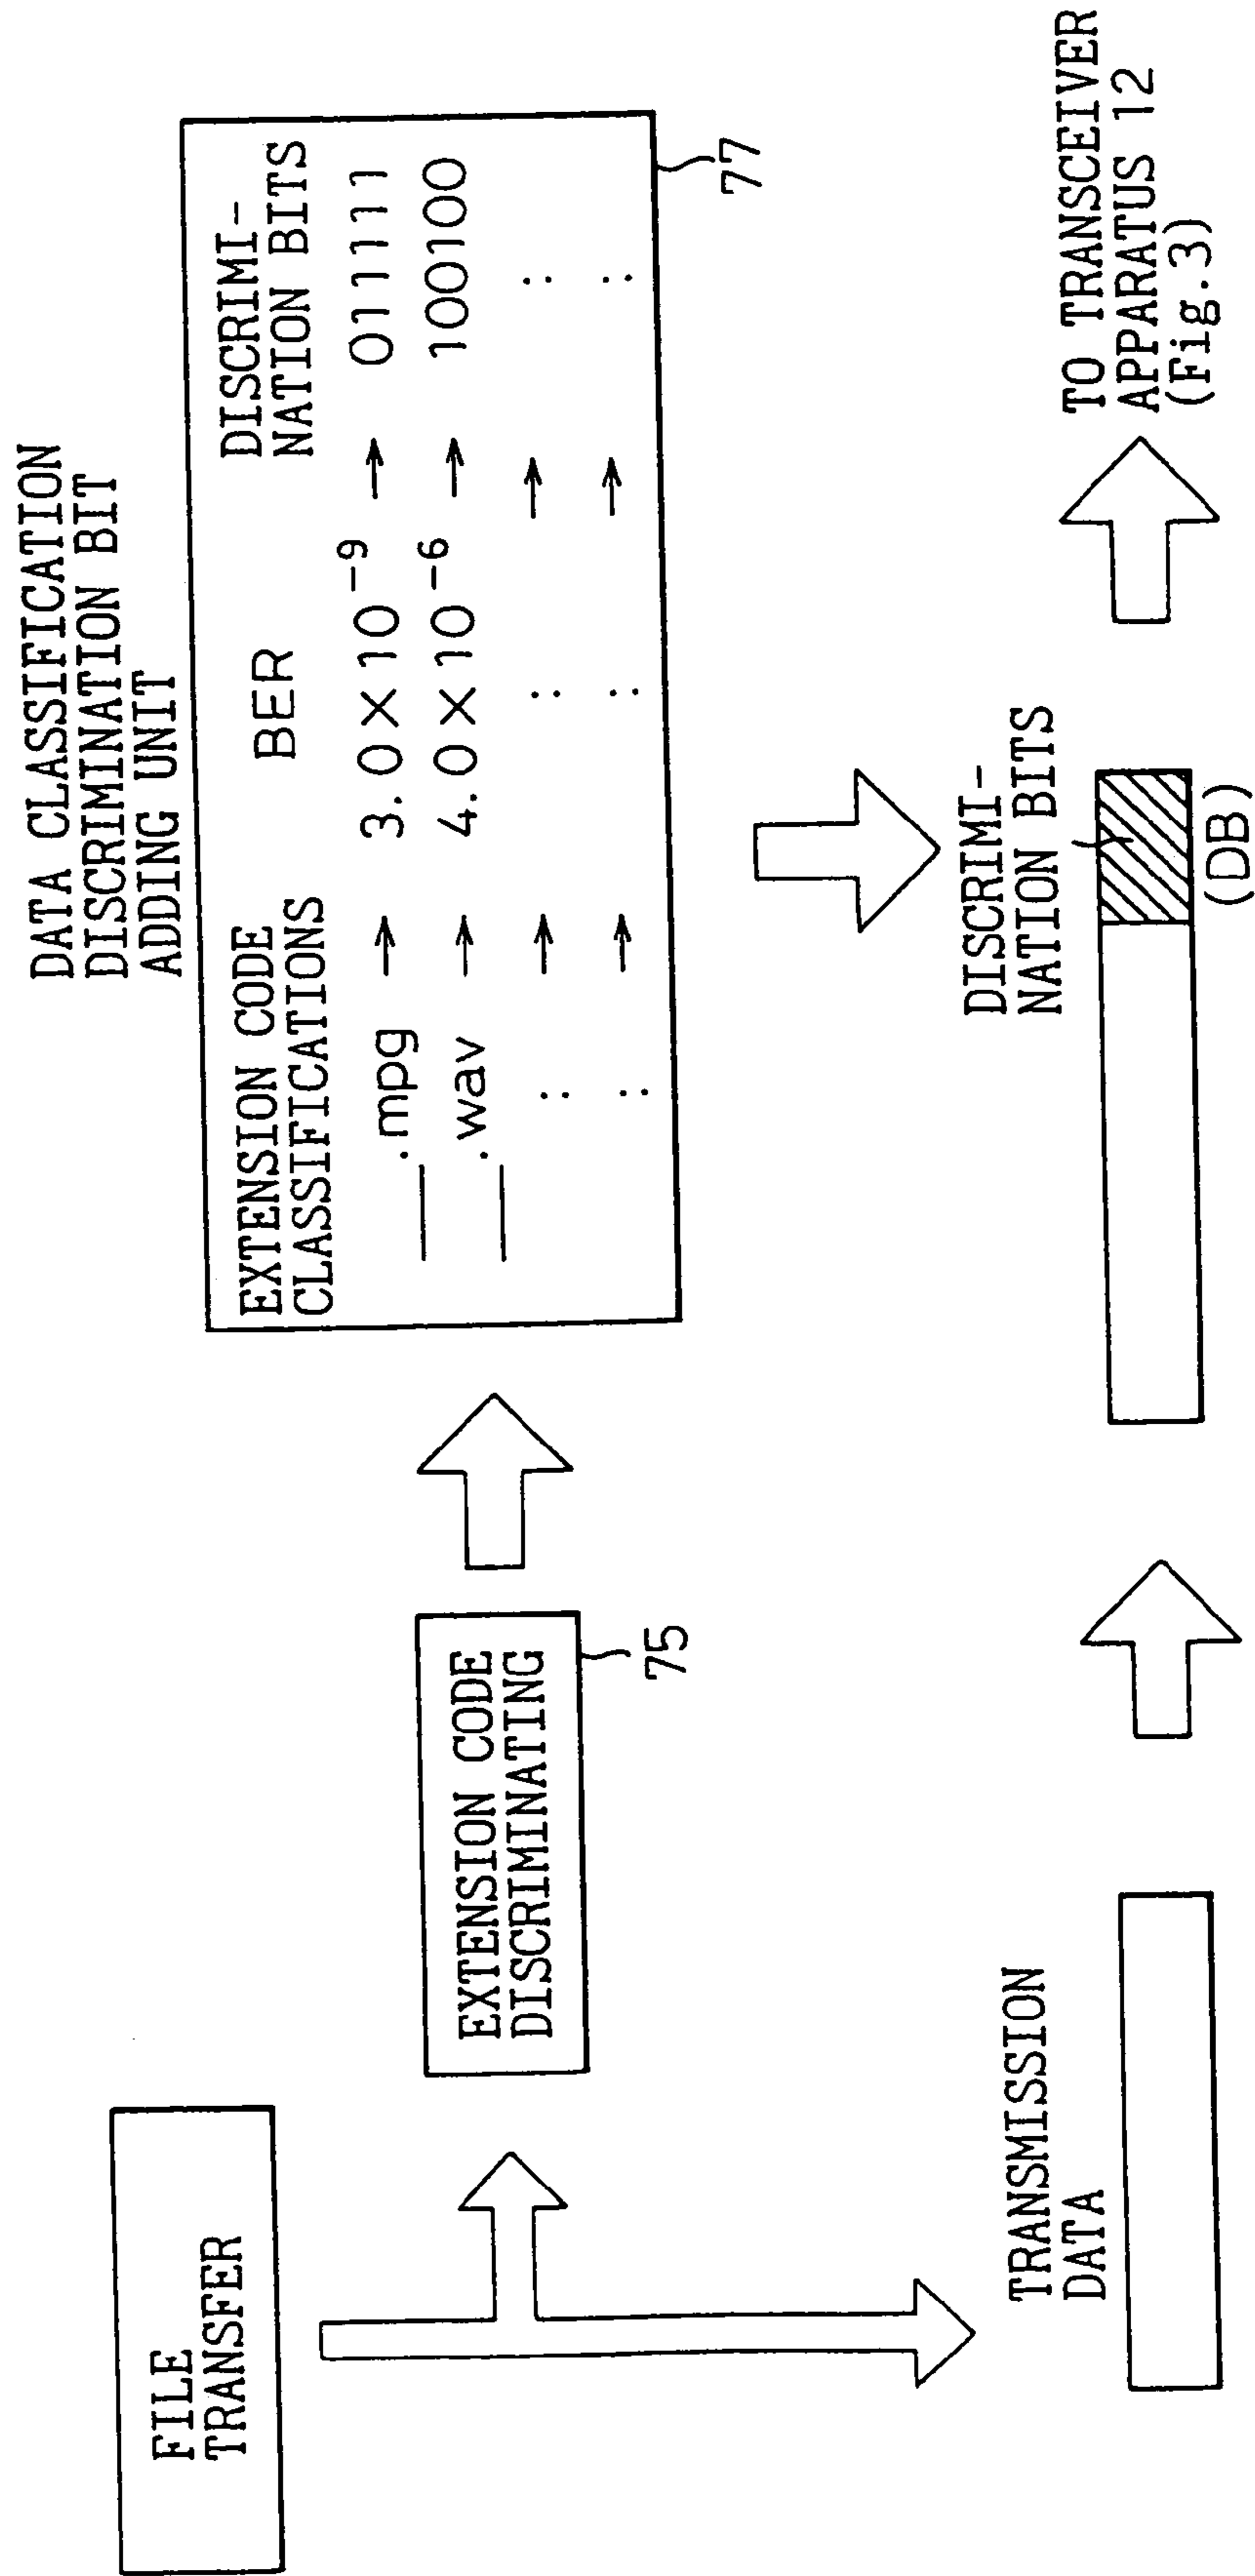 DATA CLASSIFICATION
DISCRIMINATION BIT
ADDING UNIT
FILE
TRANSFER
EXTENSION CODE
DISCRIMINATING
75
EXTENSION CODE
CLASSIFICATIONS
BER
DISCRIMI-
NATION BITS
.mpg → 3.0×10⁻⁹ → 011111
.wav → 4.0×10⁻⁶ → 100100
: → : → :
: → : → :
77
TRANSMISSION
DATA
DISCRIMI-
NATION BITS
(DB)
TO TRANSCEIVER
APPARATUS 12
(Fig.3)